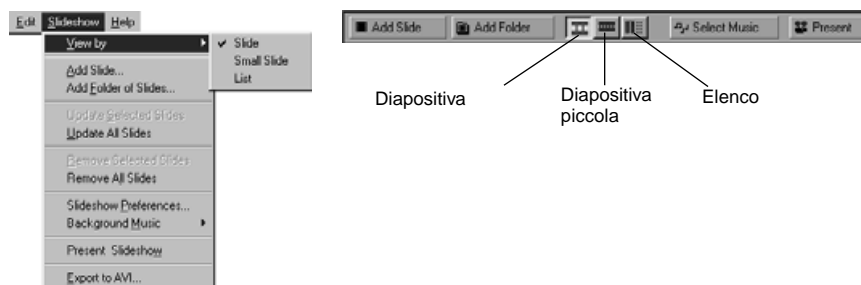 Edit Slideshow Help
View by
Slide
Small Slide
List
Add Slide...
Add Folder of Slides...
Update Selected Slides
Update All Slides
Remove Selected Slides
Remove All Slides
Slideshow Preferences...
Background Music
Present Slideshow
Export to AVI...
Add Slide Add Folder Select Music Present
Diapositiva
Diapositiva
piccola
Elenco